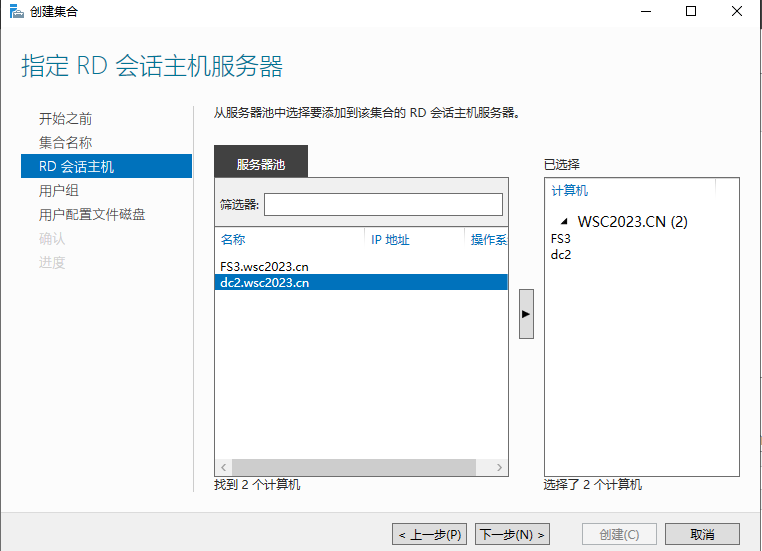 创建集合
指定 RD 会话主机服务器
开始之前
集合名称
RD 会话主机
用户组
用户配置文件磁盘
确认
进度
从服务器池中选择要添加到该集合的 RD 会话主机服务器。
服务器池
筛选器:
名称 IP 地址 操作系
FS3.wsc2023.cn
dc2.wsc2023.cn
找到 2 个计算机
已选择
计算机
WSC2023.CN (2)
FS3
dc2
选择了 2 个计算机
< 上一步(P) 下一步(N) > 创建(C) 取消